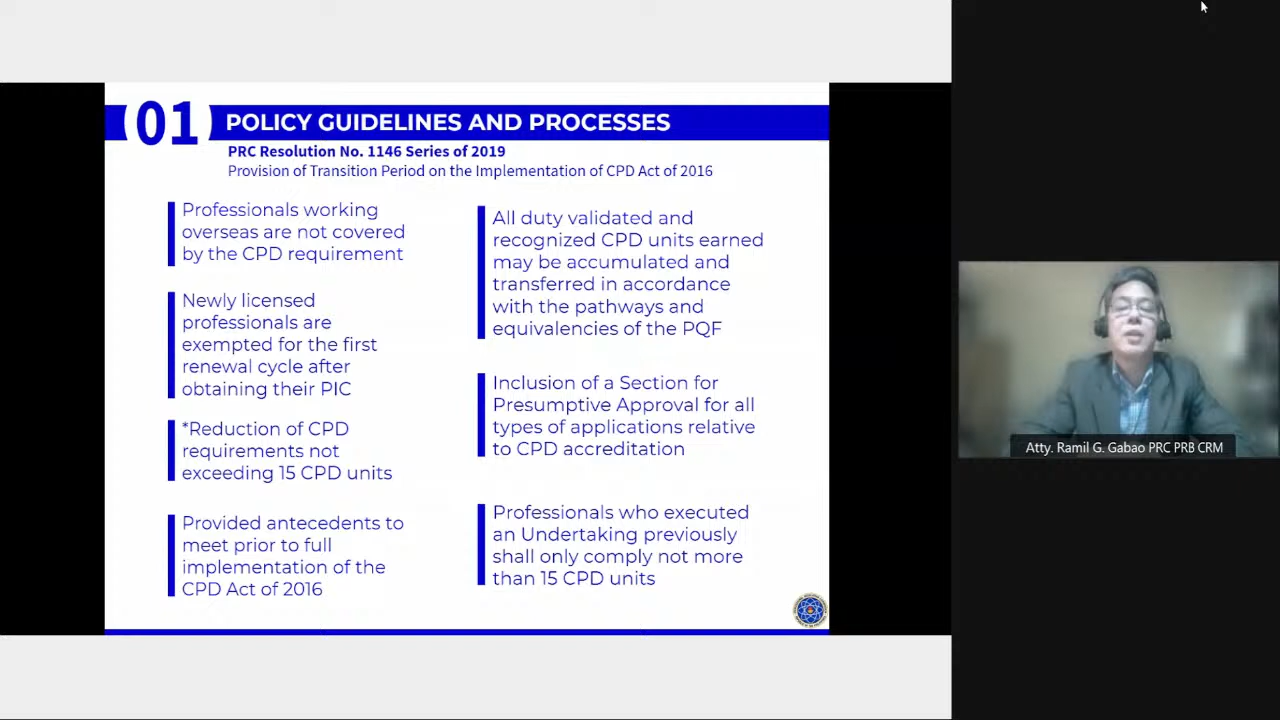 01
POLICY GUIDELINES AND PROCESSES
PRC Resolution No. 1146 Series of 2019
Provision of Transition Period on the Implementation of CPD Act of 2016
Professionals working
overseas are not covered
by the CPD requirement
Newly licensed
professionals are
exempted for the first
renewal cycle after
obtaining their PIC
*Reduction of CPD
requirements not
exceeding 15 CPD units
Provided antecedents to
meet prior to full
implementation of the
CPD Act of 2016
All duty validated and
recognized CPD units earned
may be accumulated and
transferred in accordance
with the pathways and
equivalencies of the PQF
Inclusion of a Section for
Presumptive Approval for all
types of applications relative
to CPD accreditation
Professionals who executed
an Undertaking previously
shall only comply not more
than 15 CPD units
Atty. Ramil G. Gabao PRC PRB CRM